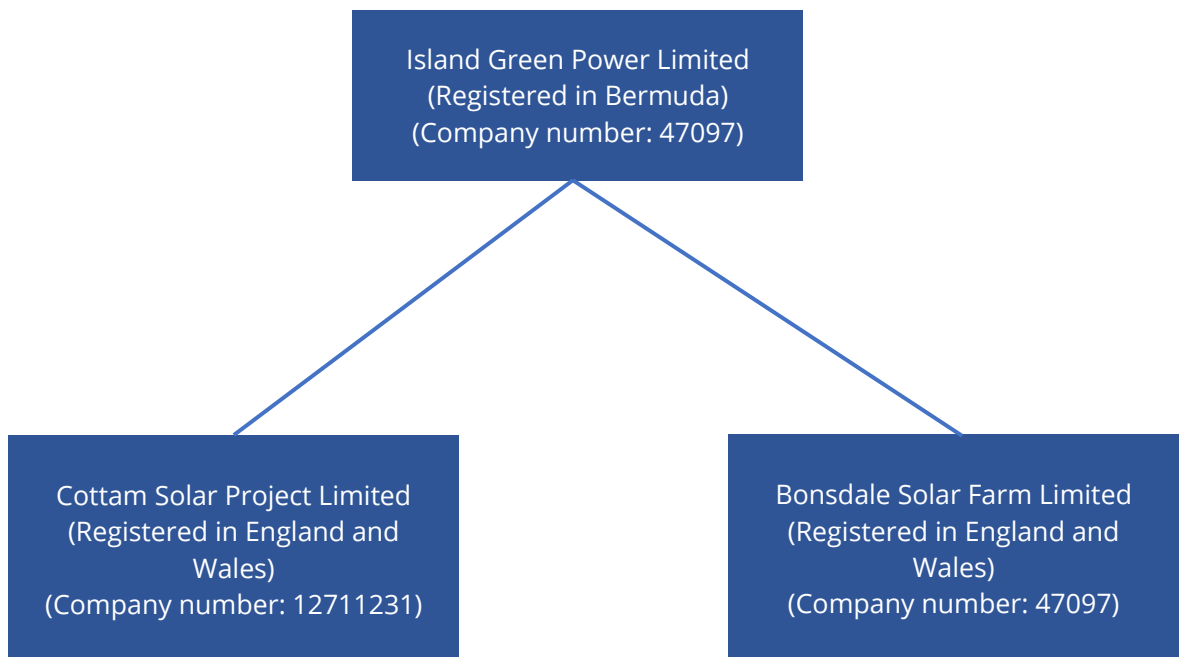 Island Green Power Limited
(Registered in Bermuda)
(Company number: 47097)
Cottam Solar Project Limited
(Registered in England and
Wales)
(Company number: 12711231)
Bonsdale Solar Farm Limited
(Registered in England and
Wales)
(Company number: 47097)